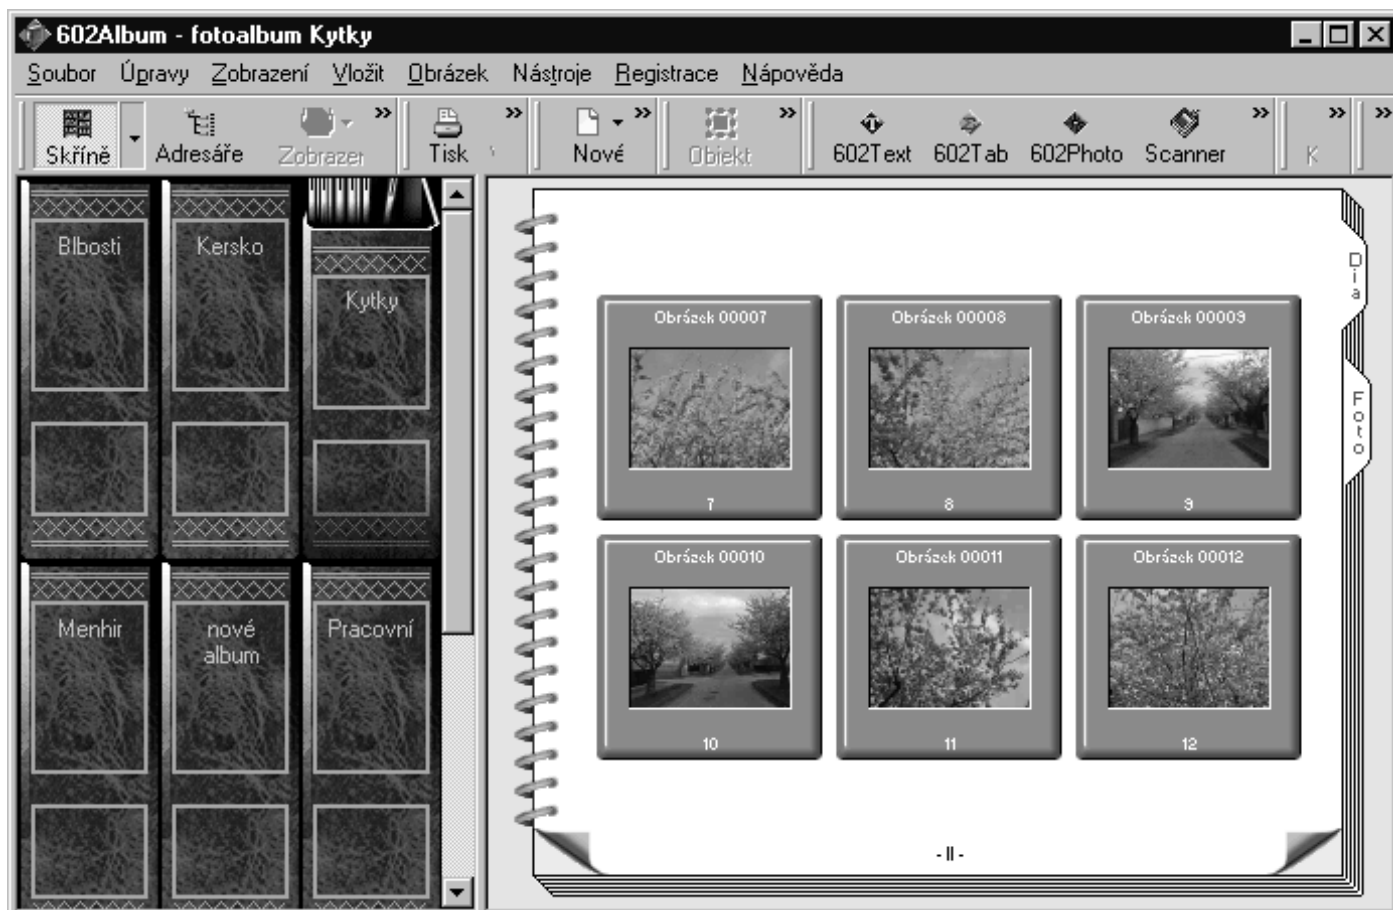 602Album - fotoalbum Kytky
Soubor Úpravy Zobrazení Vložit Obrázek Nástroje Registrace Nápověda
Skříně Adresáře Zobrazer Tisk Nové Objekt 602Text 602Tab 602Photo Scanner K
Blbosti Kersko Kytky
Menhir nové album Pracovní
Obrázek 00007 Obrázek 00008 Obrázek 00009
7 8 9
Obrázek 00010 Obrázek 00011 Obrázek 00012
10 11 12
- II -
Dia
Foto